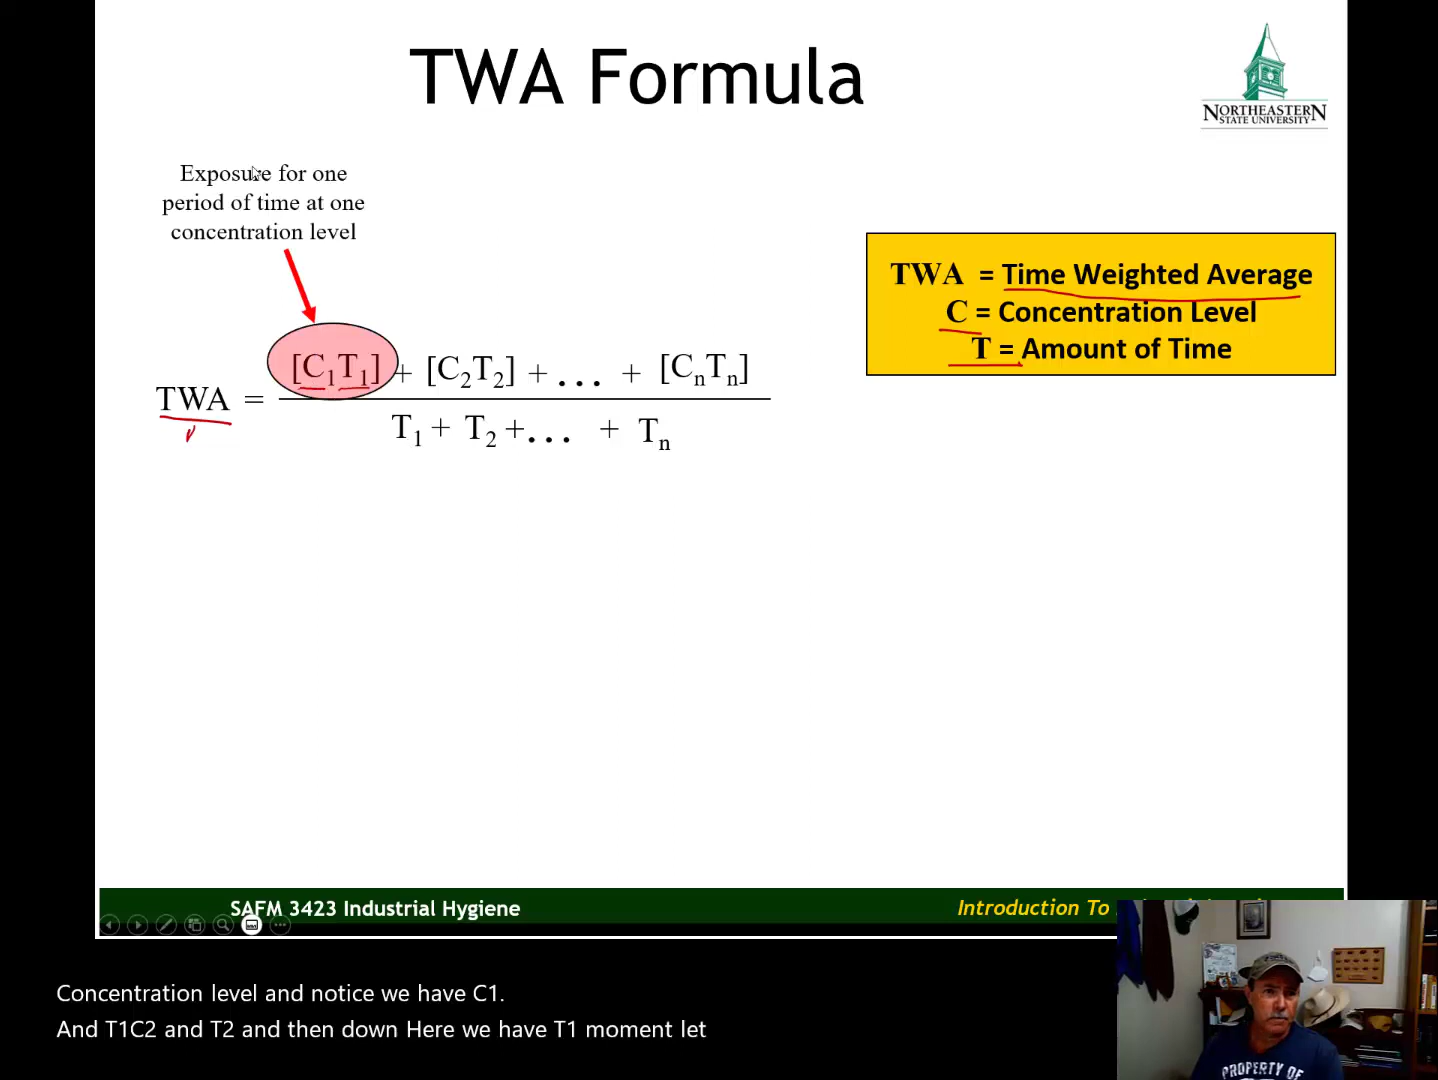 TWA Formula
NORTHEASTERN
STATE UNIVERSITY
Exposure for one
period of time at one
concentration level
TWA = Time Weighted Average
C = Concentration Level
T = Amount of Time
[C₁T₁] + [C₂T₂] + ... + [CₙTₙ]
TWA =
T₁ + T₂ + ... + Tₙ
SAFM 3423 Industrial Hygiene
Introduction To
Concentration level and notice we have C1.
And T1C2 and T2 and then down Here we have T1 moment let
PROPERTY OF